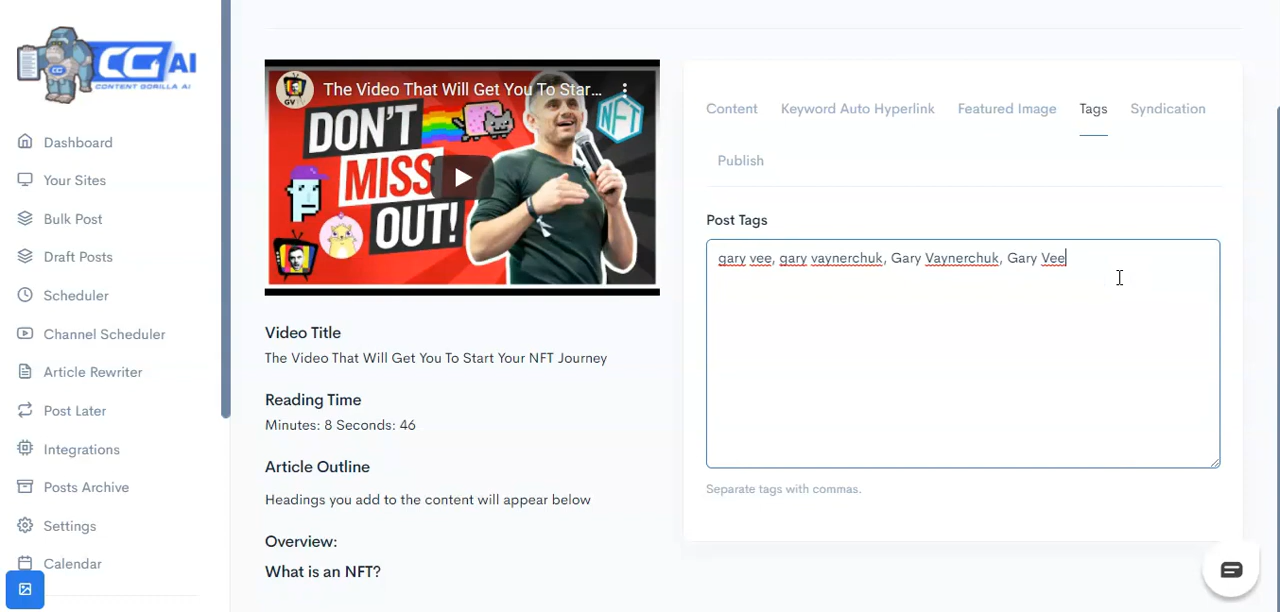 CG AI
CONTENT GORILLA AI
Dashboard
Your Sites
Bulk Post
Draft Posts
Scheduler
Channel Scheduler
Article Rewriter
Post Later
Integrations
Posts Archive
Settings
Calendar
GV
The Video That Will Get You To Star...
DON'T
MISS
OUT!
NFT
Video Title
The Video That Will Get You To Start Your NFT Journey
Reading Time
Minutes: 8 Seconds: 46
Article Outline
Headings you add to the content will appear below
Overview:
What is an NFT?
Content Keyword Auto Hyperlink Featured Image Tags Syndication
Publish
Post Tags
gary vee, gary vaynerchuk, Gary Vaynerchuk, Gary Vee
Separate tags with commas.